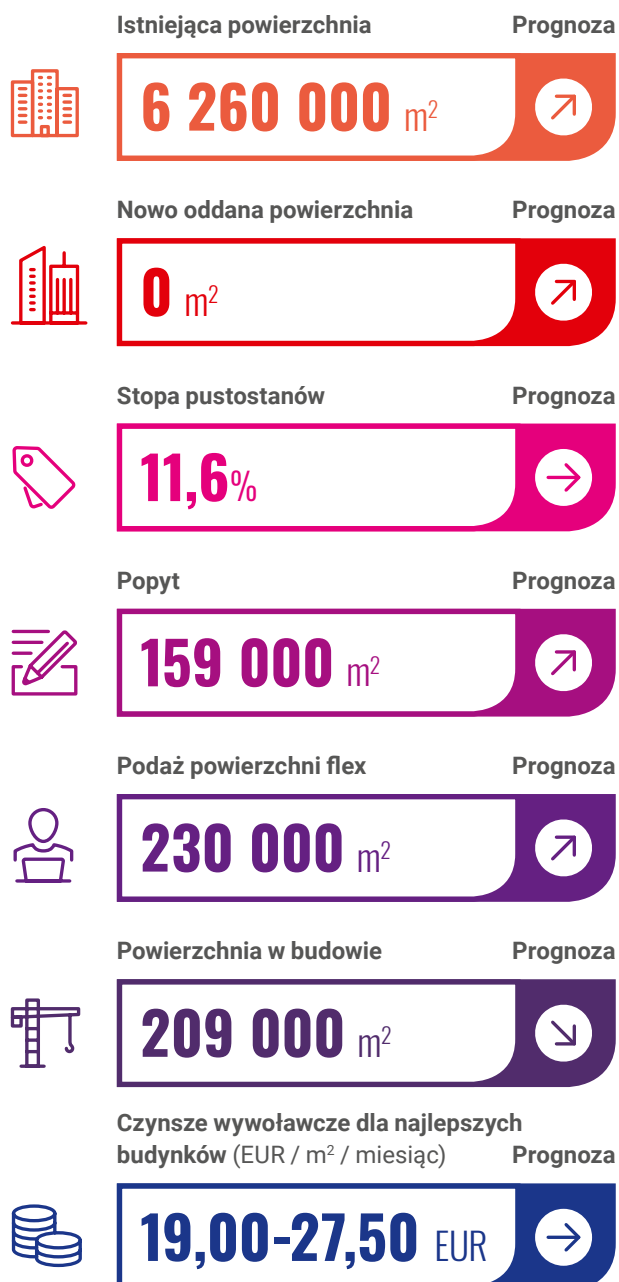 Istniejąca powierzchnia Prognoza
6 260 000 m²
Nowo oddana powierzchnia Prognoza
0 m²
Stopa pustostanów Prognoza
11,6%
Popyt Prognoza
159 000 m²
Podaż powierzchni flex Prognoza
230 000 m²
Powierzchnia w budowie Prognoza
209 000 m²
Czynsze wywoławcze dla najlepszych
budynków (EUR / m² / miesiąc) Prognoza
19,00-27,50 EUR